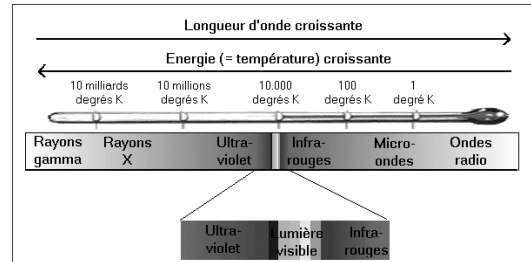 Longueur d'onde croissante
Energie (= température) croissante
10 milliards degrés K
10 millions degrés K
10.000 degrés K
100 degrés K
1 degré K
Rayons gamma
Rayons X
Ultra-violet
Infra-rouges
Micro-ondes
Ondes radio
Ultra-violet
Lumière visible
Infra-rouges